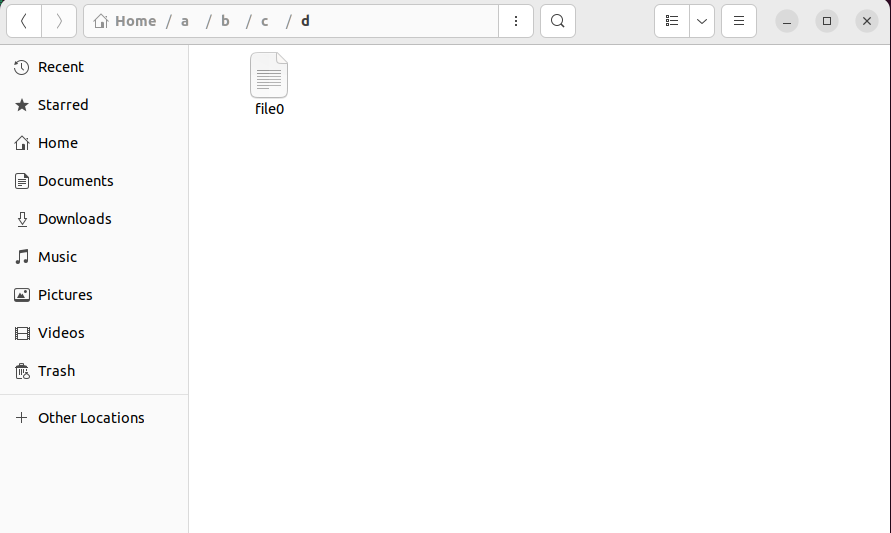 Home / a / b / c / d
Recent
Starred
Home
Documents
Downloads
Music
Pictures
Videos
Trash
Other Locations
file0